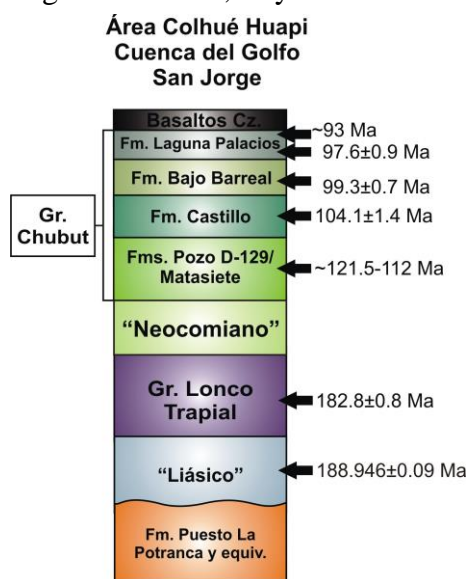 Área Colhué Huapi
Cuenca del Golfo
San Jorge
Basaltos Cz.
~93 Ma
Fm. Laguna Palacios
97.6±0.9 Ma
Fm. Bajo Barreal
99.3±0.7 Ma
Gr.
Chubut
Fm. Castillo
104.1±1.4 Ma
Fms. Pozo D-129/
Matasiete
~121.5-112 Ma
“Neocomiano”
Gr. Lonco
Trapial
182.8±0.8 Ma
“Liásico”
188.946±0.09 Ma
Fm. Puesto La
Potranca y equiv.